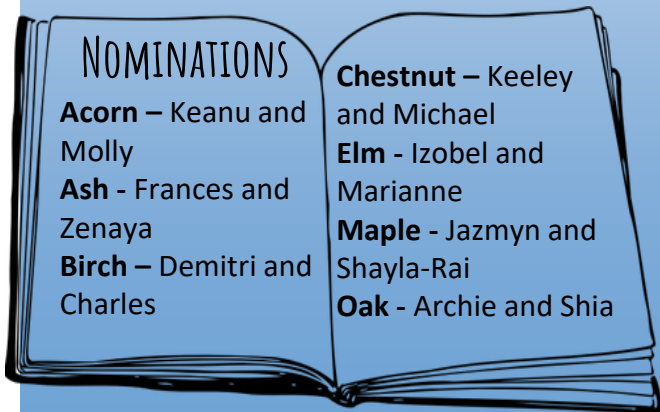 NOMINATIONS
Acorn – Keanu and
Molly
Ash - Frances and
Zenaya
Birch – Demitri and
Charles
Chestnut – Keeley
and Michael
Elm - Izobel and
Marianne
Maple - Jazmyn and
Shayla-Rai
Oak - Archie and Shia